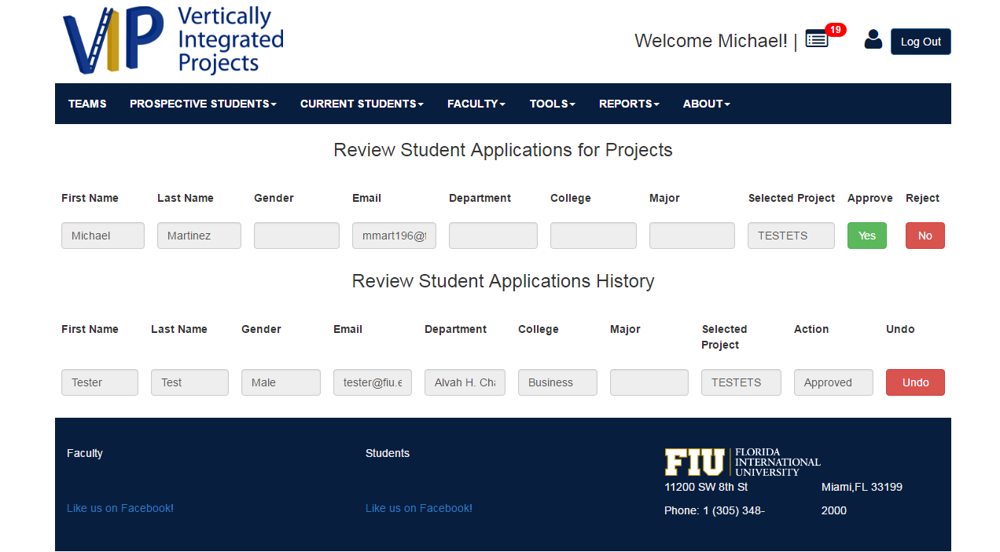 VIP Vertically
Integrated
Projects
Welcome Michael! | 19 Log Out
TEAMS PROSPECTIVE STUDENTS CURRENT STUDENTS FACULTY TOOLS REPORTS ABOUT
Review Student Applications for Projects
First Name Last Name Gender Email Department College Major Selected Project Approve Reject
Michael Martinez mmart196@f TESTETS Yes No
Review Student Applications History
First Name Last Name Gender Email Department College Major Selected Project Action Undo
Tester Test Male tester@fiu.e Alvah H. Cha Business TESTETS Approved Undo
Faculty Students
FIU FLORIDA
INTERNATIONAL
UNIVERSITY
11200 SW 8th St Miami,FL 33199
Like us on Facebook! Like us on Facebook!
Phone: 1 (305) 348- 2000